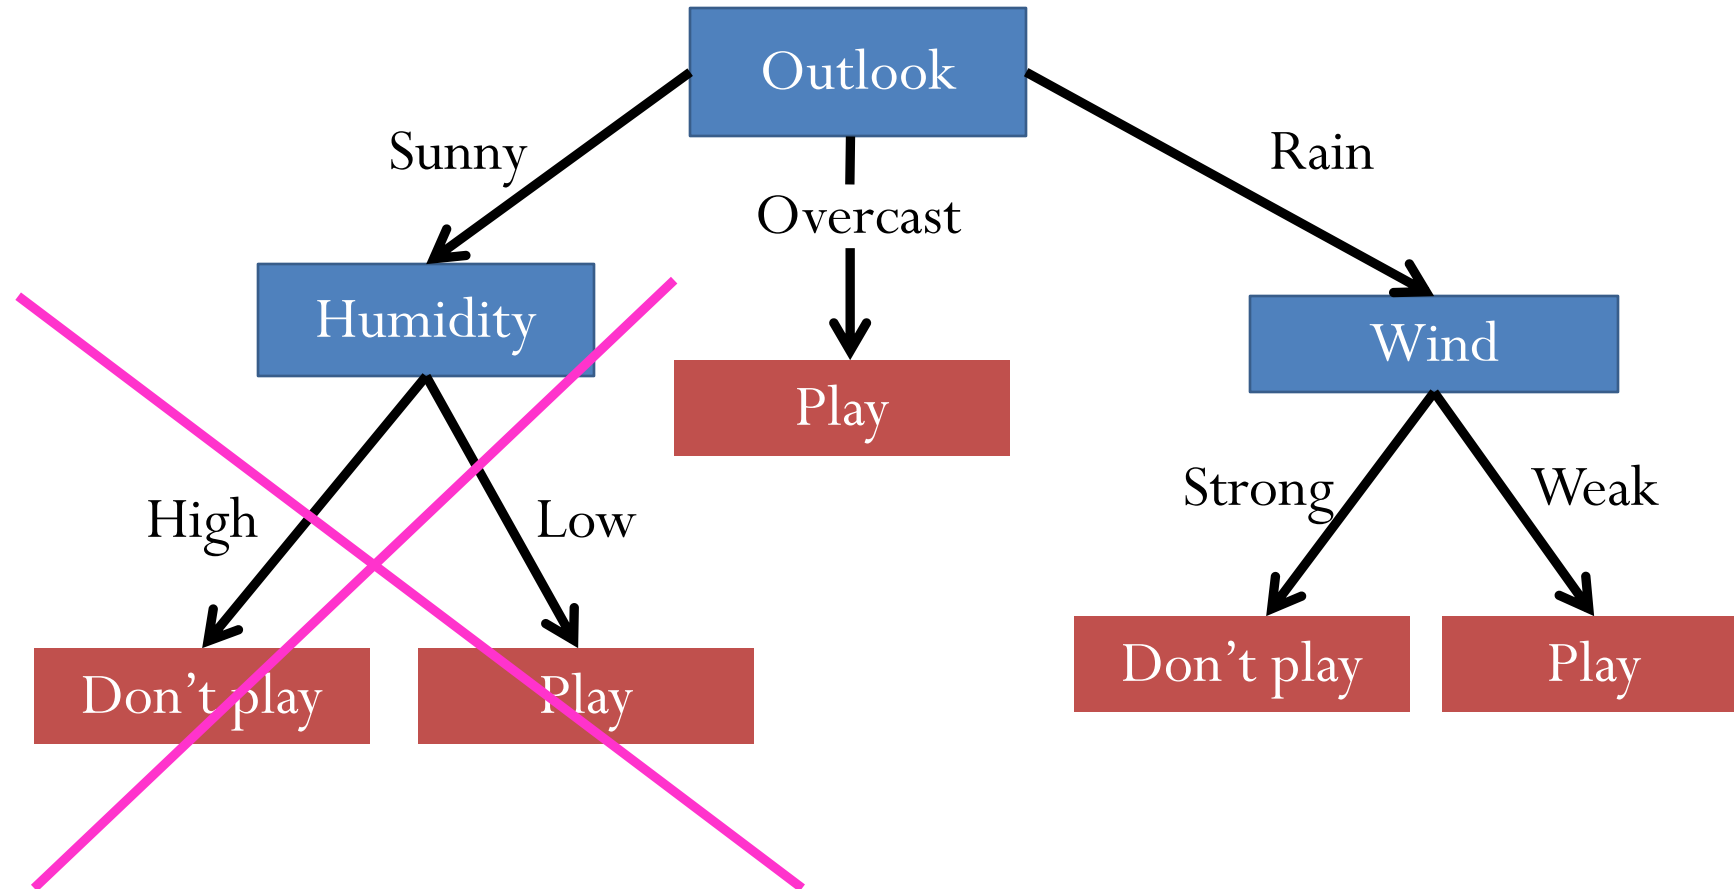 Outlook
Sunny
Rain
Overcast
Humidity
Wind
Play
High
Low
Strong
Weak
Don’t play
Play
Don’t play
Play